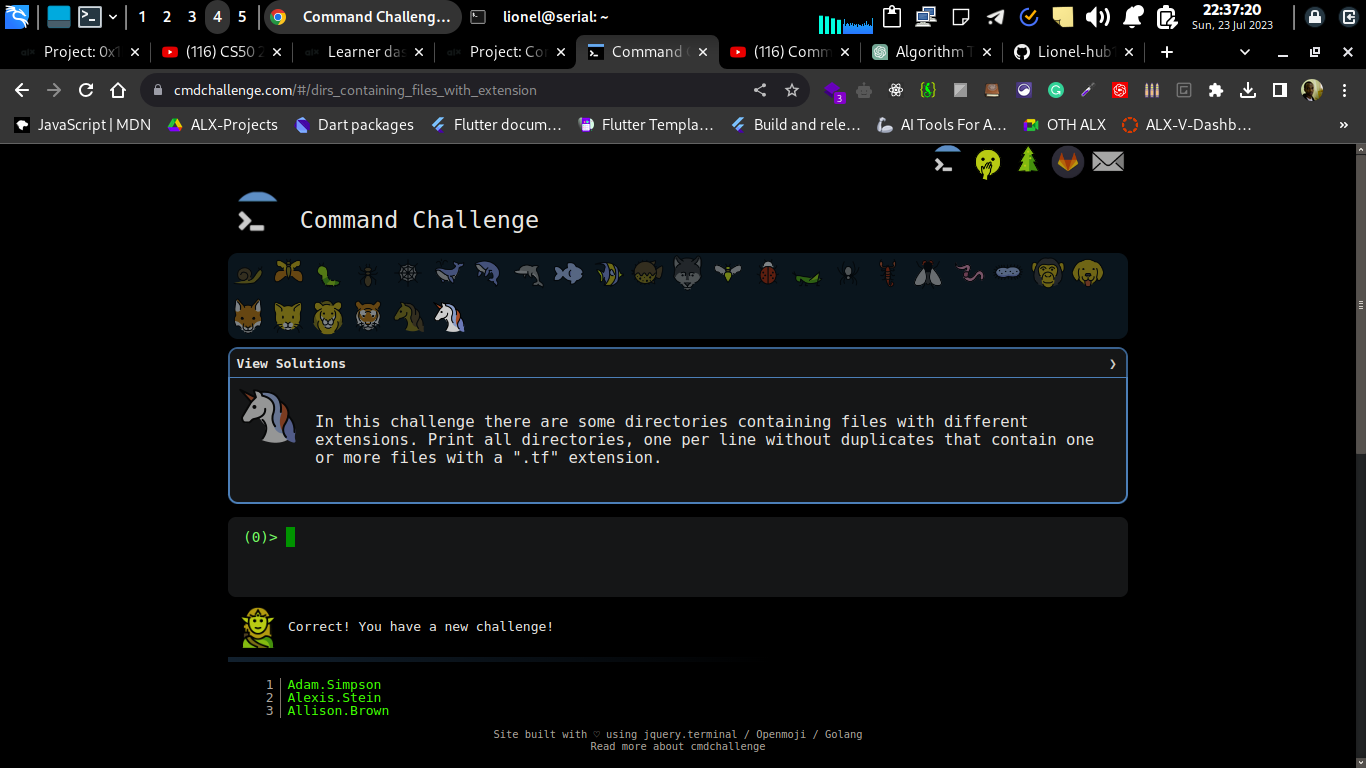 1 2 3 4 5 Command Challeng... lionel@serial: ~ 22:37:20
Sun, 23 Jul 2023
Project: 0x1 (116) CS50 2 Learner das Project: Con Command C (116) Comm Algorithm T Lionel-hub
cmdchallenge.com/#/dirs_containing_files_with_extension 3
JavaScript | MDN ALX-Projects Dart packages Flutter docum... Flutter Templa... Build and rele... AI Tools For A... OTH ALX ALX-V-Dashb... »
Command Challenge
View Solutions ❯
In this challenge there are some directories containing files with different
extensions. Print all directories, one per line without duplicates that contain one
or more files with a ".tf" extension.
(0)>
Correct! You have a new challenge!
1 Adam.Simpson
2 Alexis.Stein
3 Allison.Brown
Site built with ♡ using jquery.terminal / Openmoji / Golang
Read more about cmdchallenge